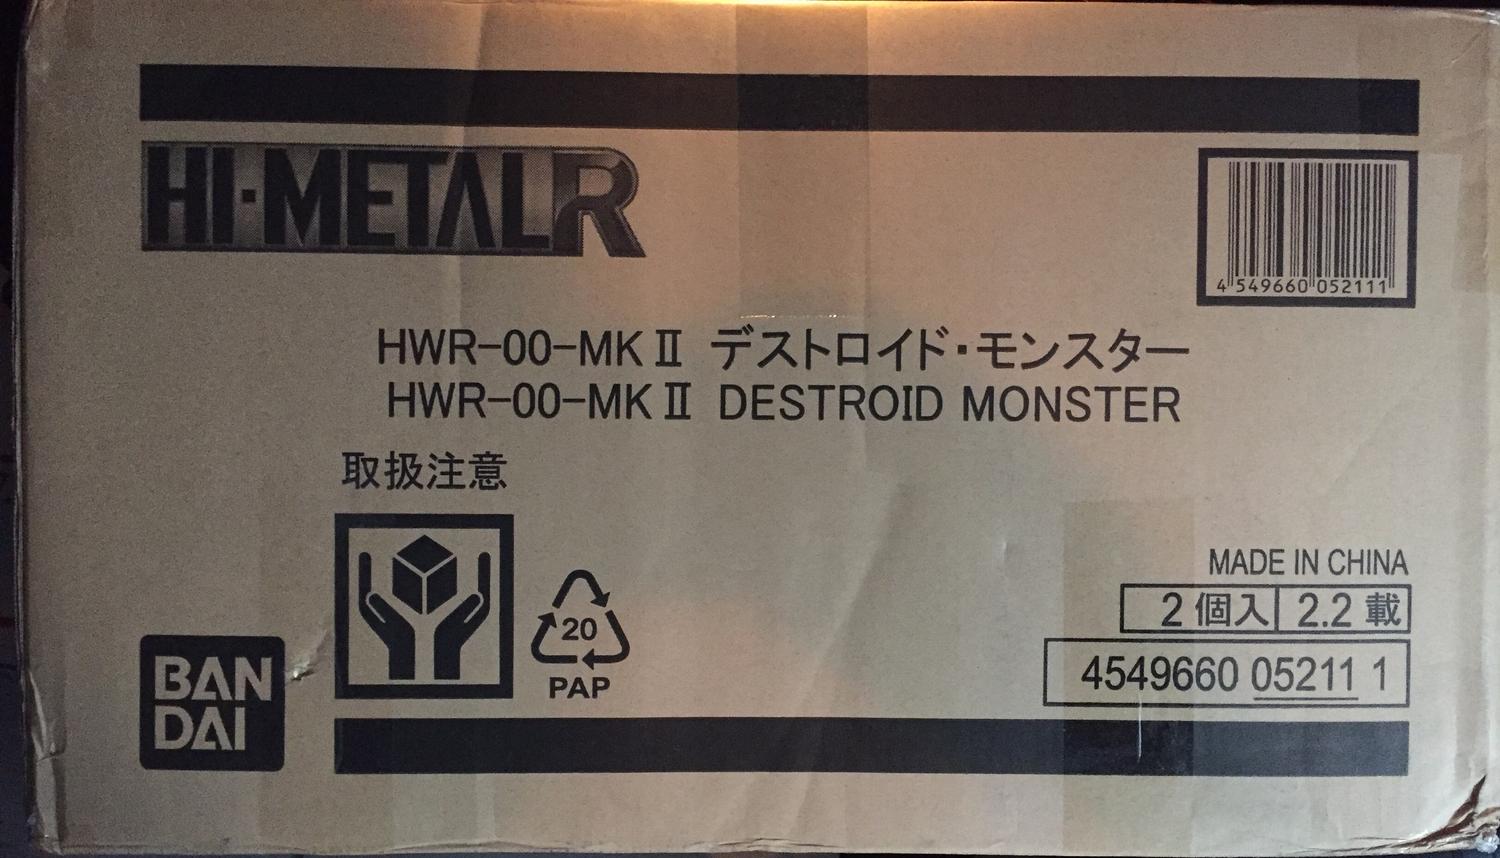 HI-METAL R
4 549660 052111
HWR-00-MKⅡ デストロイド・モンスター
HWR-00-MKⅡ DESTROID MONSTER
取扱注意
20
PAP
BAN
DAI
MADE IN CHINA
2 個入 2.2 載
4549660 05211 1